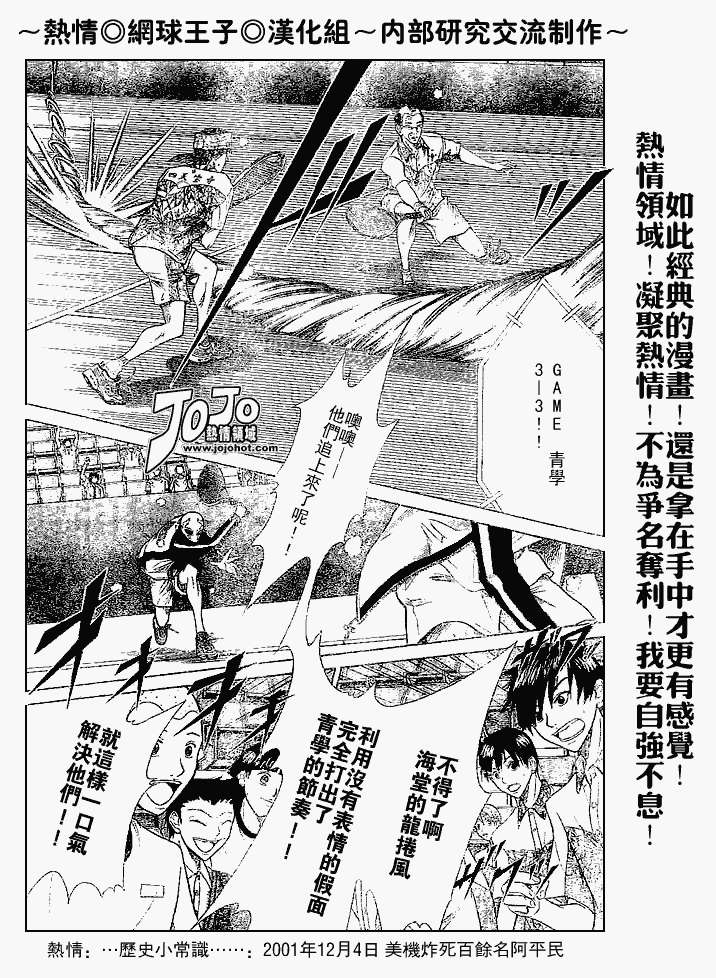 ～熱情◎網球王子◎漢化組～内部研究交流制作～
如此經典的漫畫！還是拿在手中才更有感覺！
熱情領域！凝聚熱情！不為爭名奪利！我要自強不息！
四天寶寺
GAME 青學
3—3！！
JoJo
熱情領域
www.jojohot.com
噢噢——
他們追上來了呢！！
不得了啊
海堂的龍捲風
利用沒有表情的假面
完全打出了
青學的節奏！！
就這樣一口氣
解決他們！！
熱情：…歷史小常識……：2001年12月4日 美機炸死百餘名阿平民